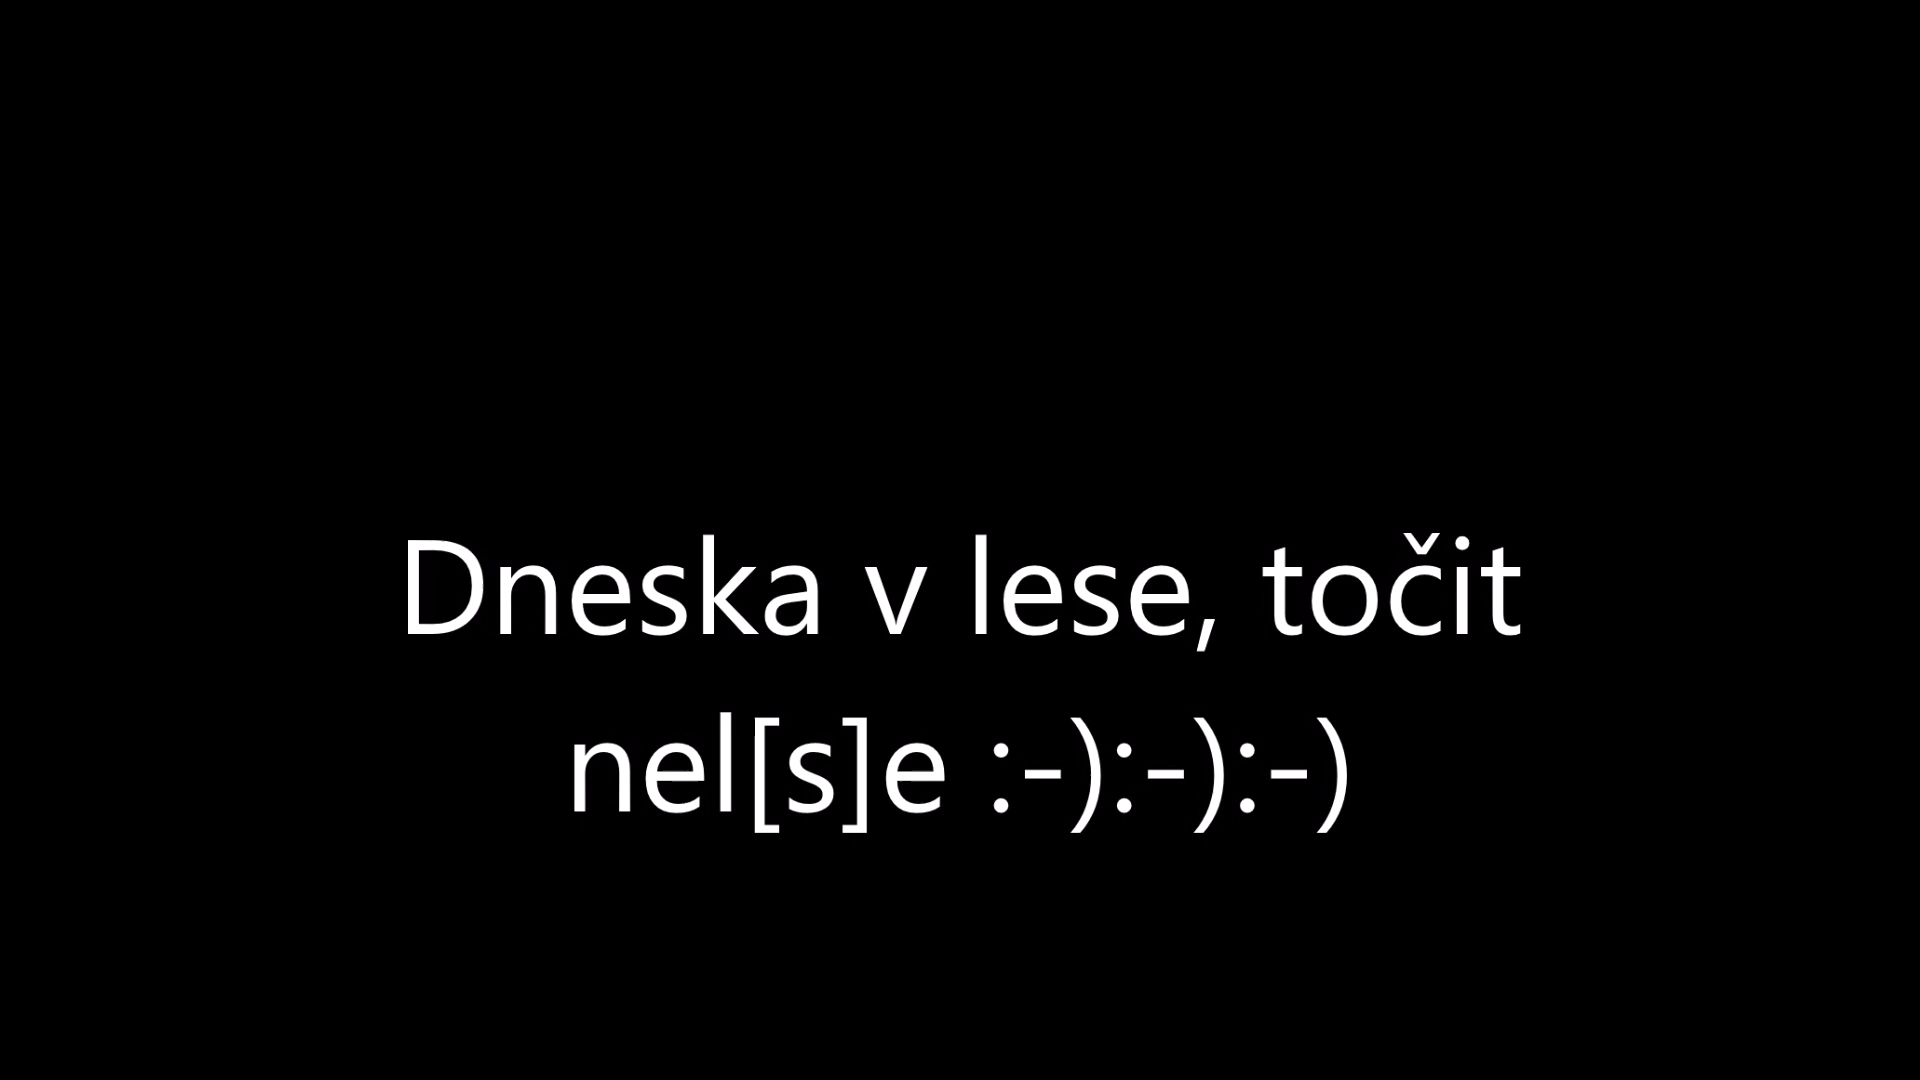 Dneska v lese, točit
nel[s]e :-):-):-)